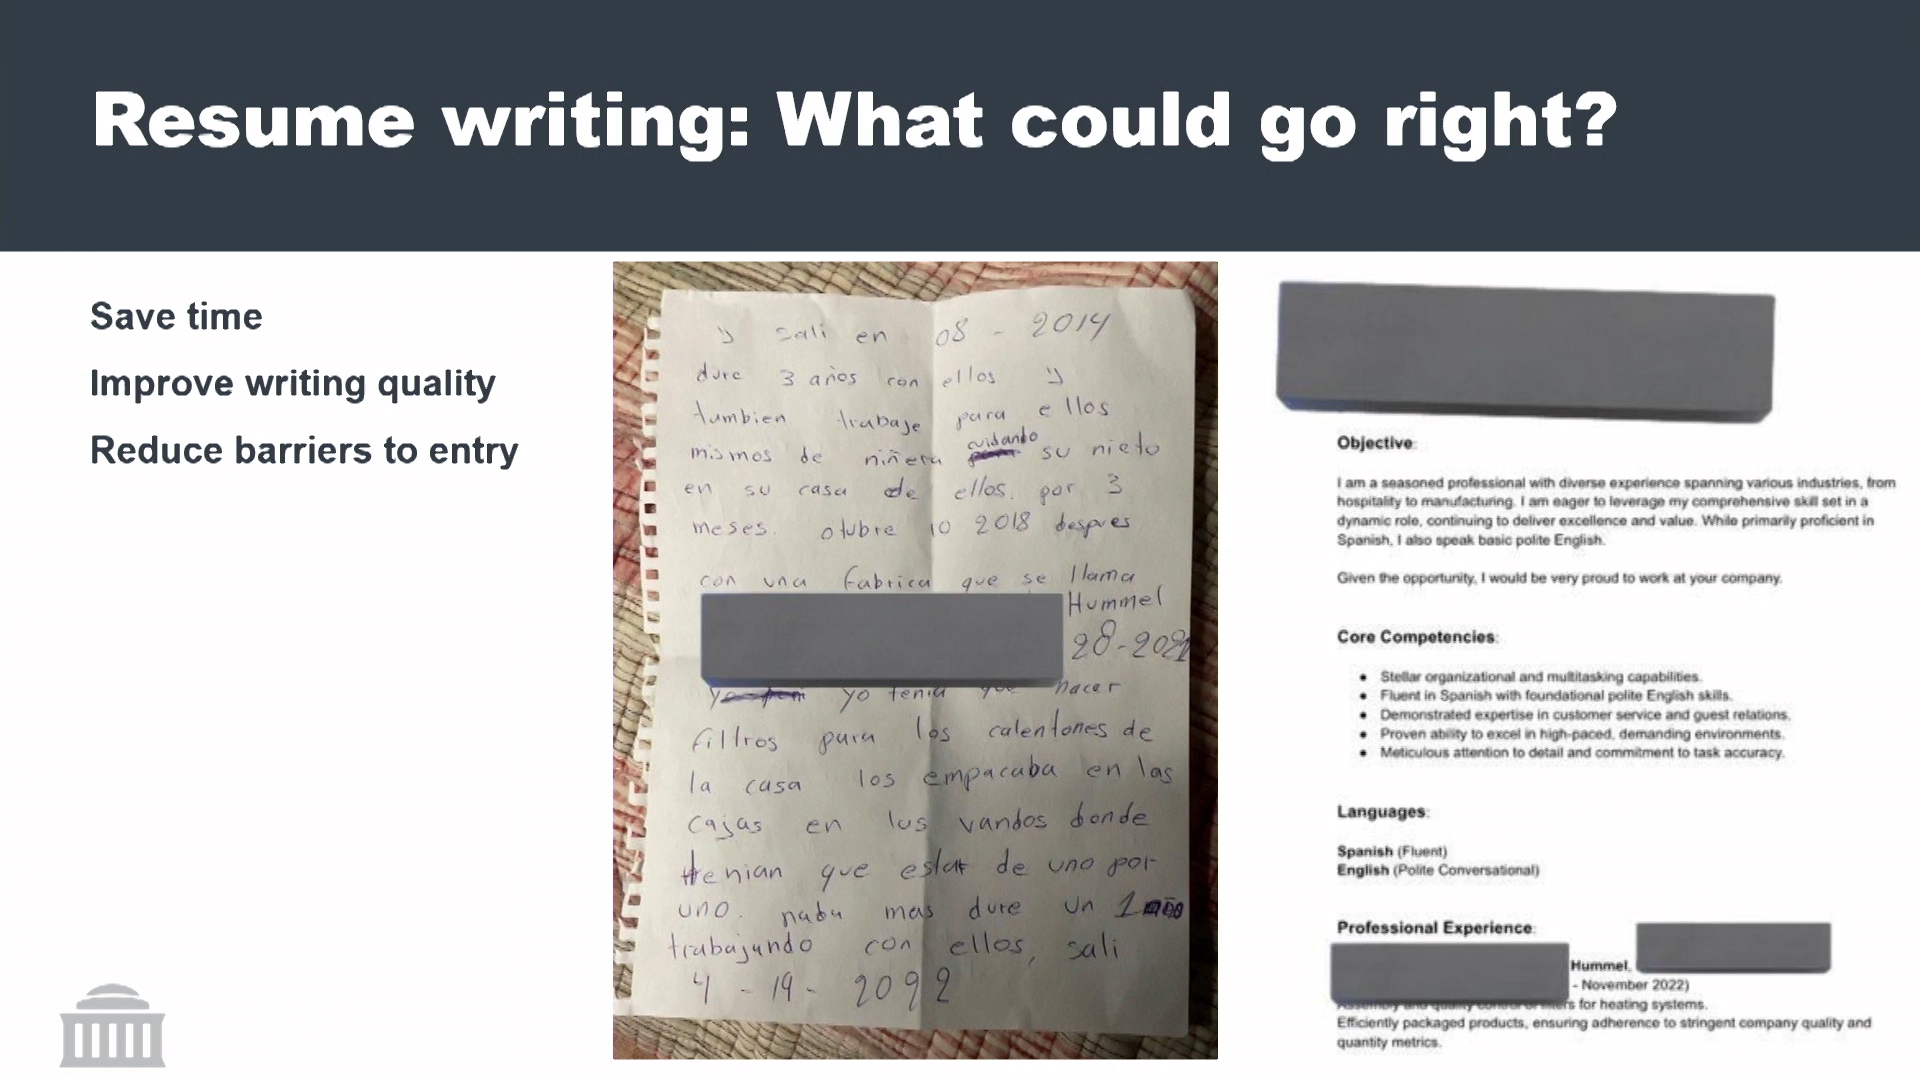 Resume writing: What could go right?
Save time
Improve writing quality
Reduce barriers to entry
y sali en 08 - 2014
dure 3 años con ellos y
tumbien trabaje para ellos
cuidando
mismos de niñera su nieto
en su casa de ellos. por 3
meses. otubre 10 2018 despues
con una fabrica que se llama
Hummel
28-2021
yo tenia que hacer
filtros para los calentones de
la casa los empacaba en las
cajas en lus vandos donde
tenian que estar de uno por
uno. nada mas dure un 1 año
trabajando con ellos, sali
4 - 19 - 2022
Objective:
I am a seasoned professional with diverse experience spanning various industries, from
hospitality to manufacturing. I am eager to leverage my comprehensive skill set in a
dynamic role, continuing to deliver excellence and value. While primarily proficient in
Spanish, I also speak basic polite English.
Given the opportunity, I would be very proud to work at your company.
Core Competencies:
• Stellar organizational and multitasking capabilities.
• Fluent in Spanish with foundational polite English skills.
• Demonstrated expertise in customer service and guest relations.
• Proven ability to excel in high-paced, demanding environments.
• Meticulous attention to detail and commitment to task accuracy.
Languages:
Spanish (Fluent)
English (Polite Conversational)
Professional Experience:
Hummel,
- November 2022)
Assembly and quality control of filters for heating systems.
Efficiently packaged products, ensuring adherence to stringent company quality and
quantity metrics.